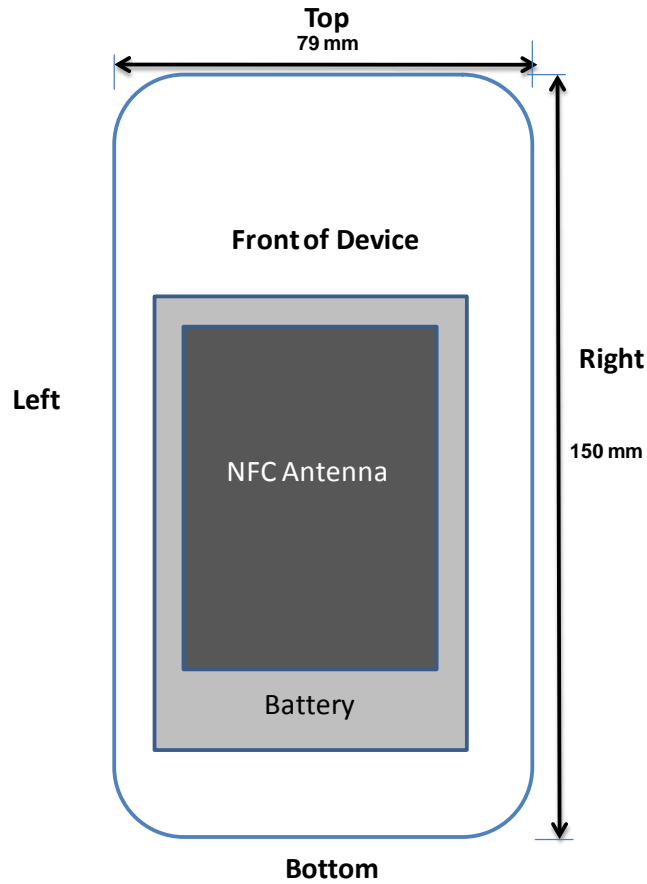 Top
79 mm
Front of Device
Left
Right
150 mm
NFC Antenna
Battery
Bottom